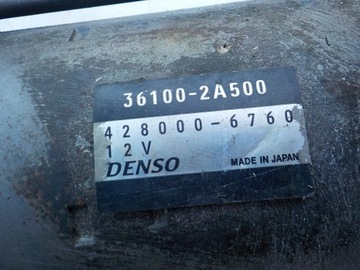 36100-2A500
428000-6760
12V
DENSO
MADE IN JAPAN